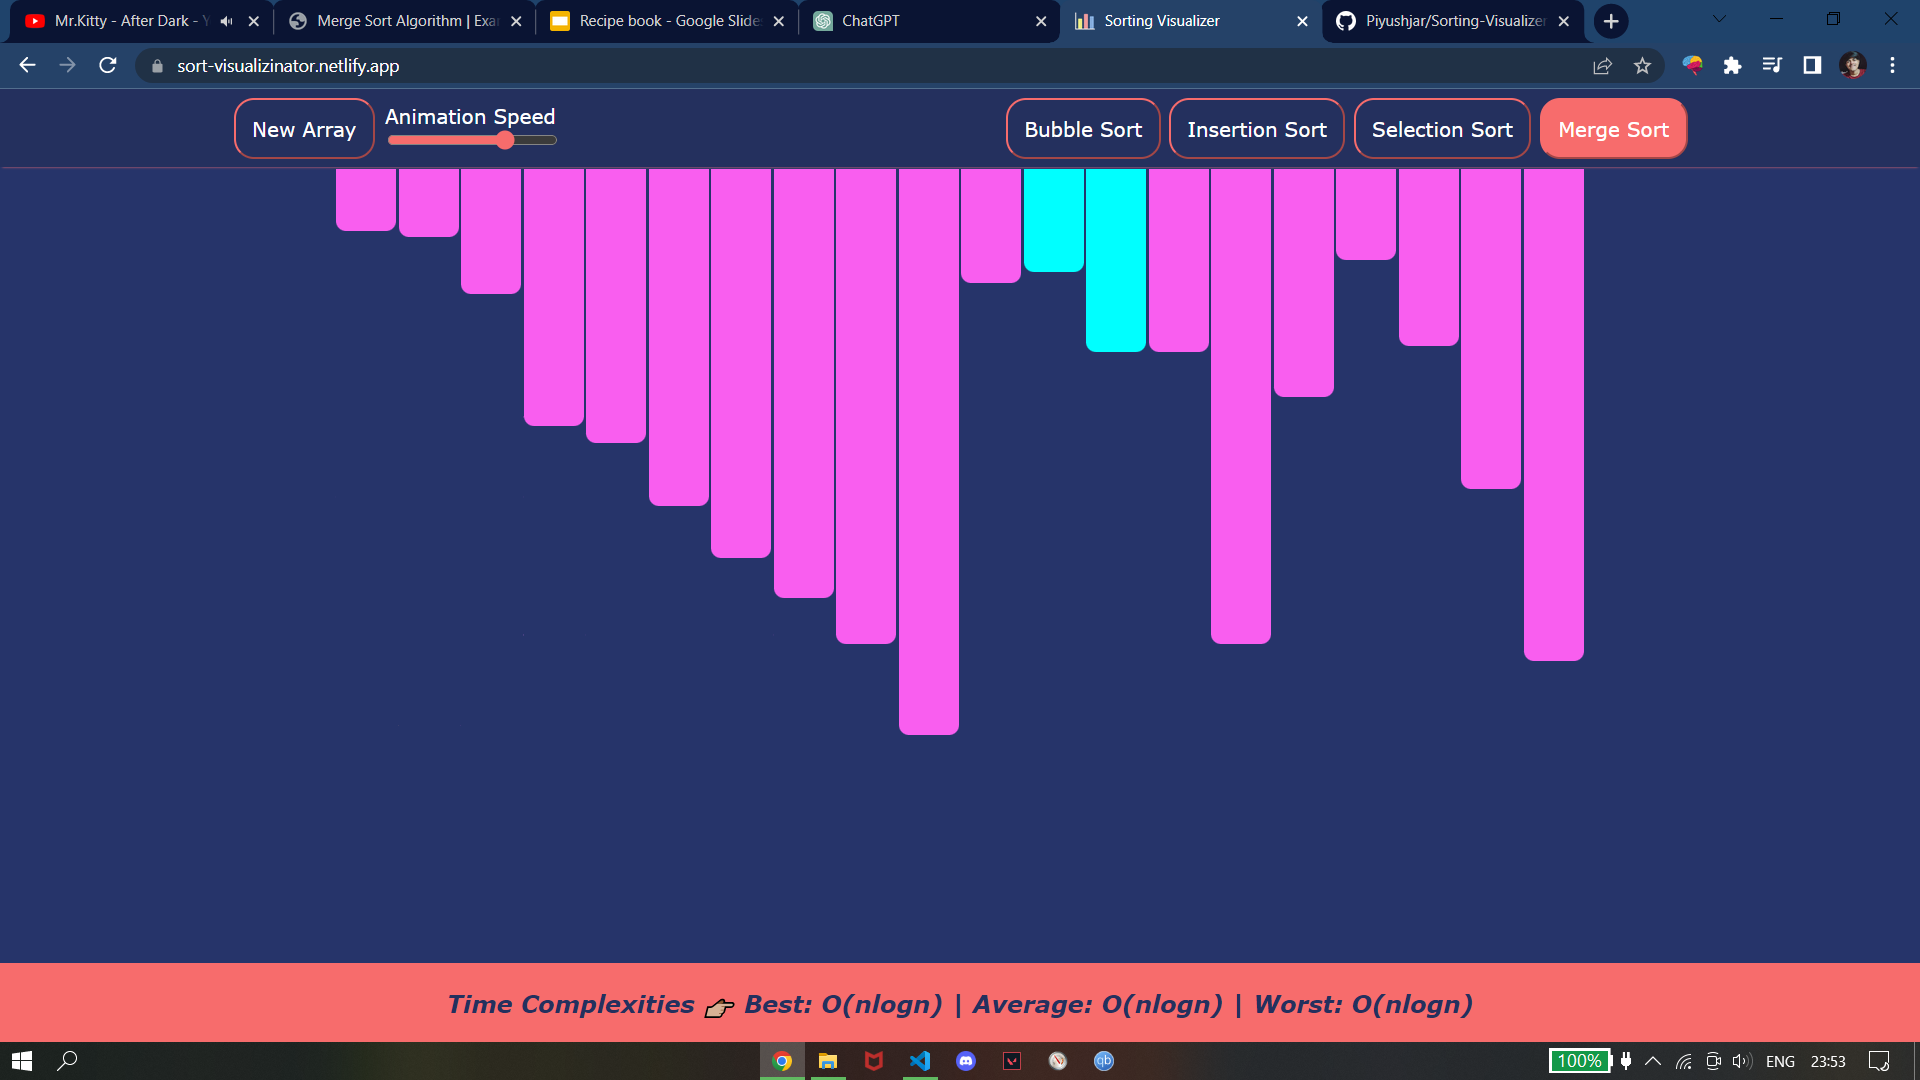 Mr.Kitty - After Dark - Y
Merge Sort Algorithm | Exa
Recipe book - Google Slide
ChatGPT
Sorting Visualizer
Piyushjar/Sorting-Visualizer
sort-visualizinator.netlify.app
New Array
Animation Speed
Bubble Sort
Insertion Sort
Selection Sort
Merge Sort
Time Complexities 👉 Best: O(nlogn) | Average: O(nlogn) | Worst: O(nlogn)
qb
100%
ENG
23:53